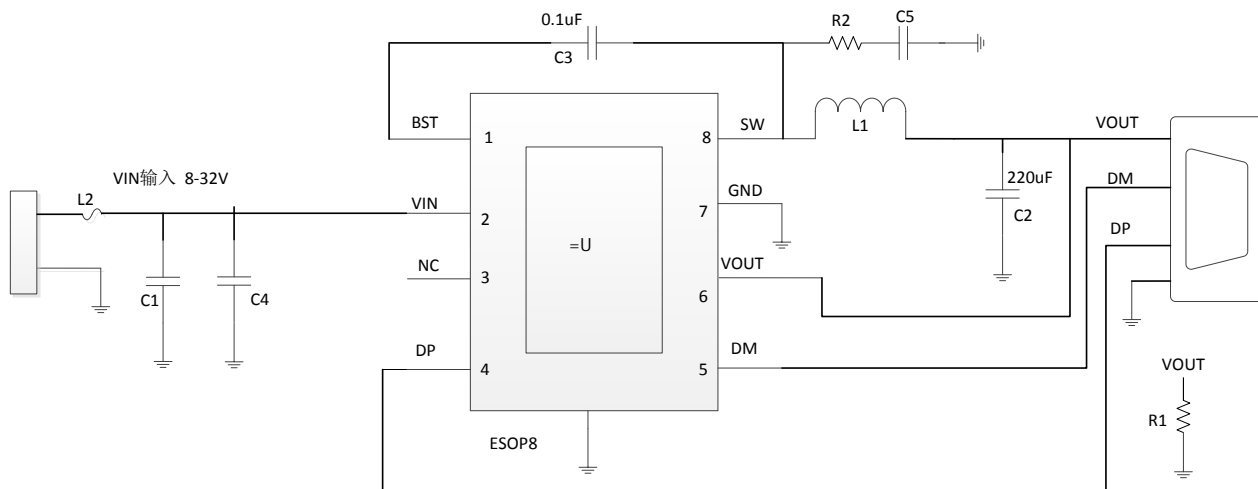 0.1uF
C3
R2
C5
BST
1
8
SW
L1
VOUT
VIN输入 8-32V
L2
VIN
2
7
GND
220uF
C2
DM
DP
=U
NC
3
VOUT
6
C1
C4
DP
4
5
DM
VOUT
R1
ESOP8